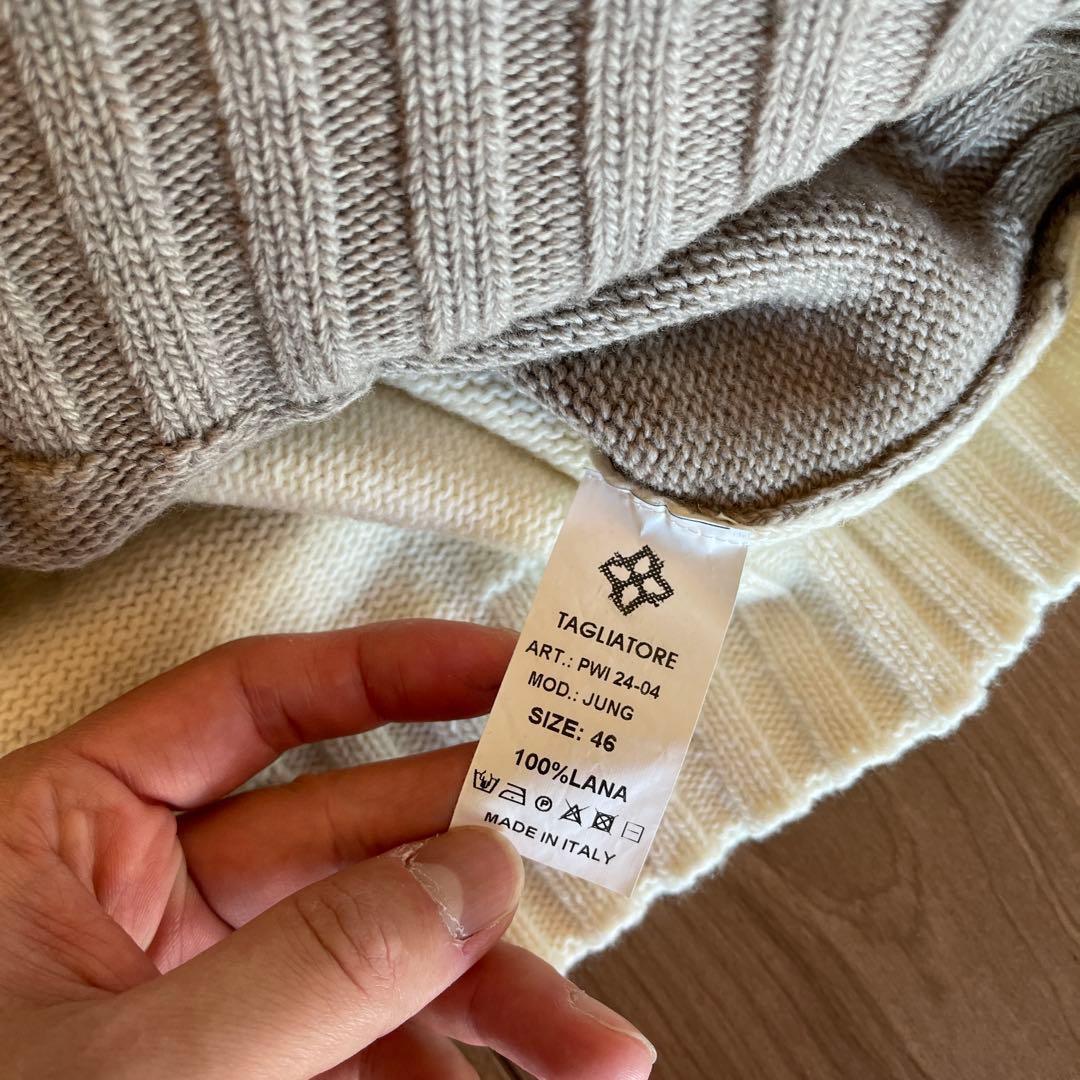 TAGLIATORE
ART.: PWI 24-04
MOD.: JUNG
SIZE: 46
100%LANA
P
MADE IN ITALY